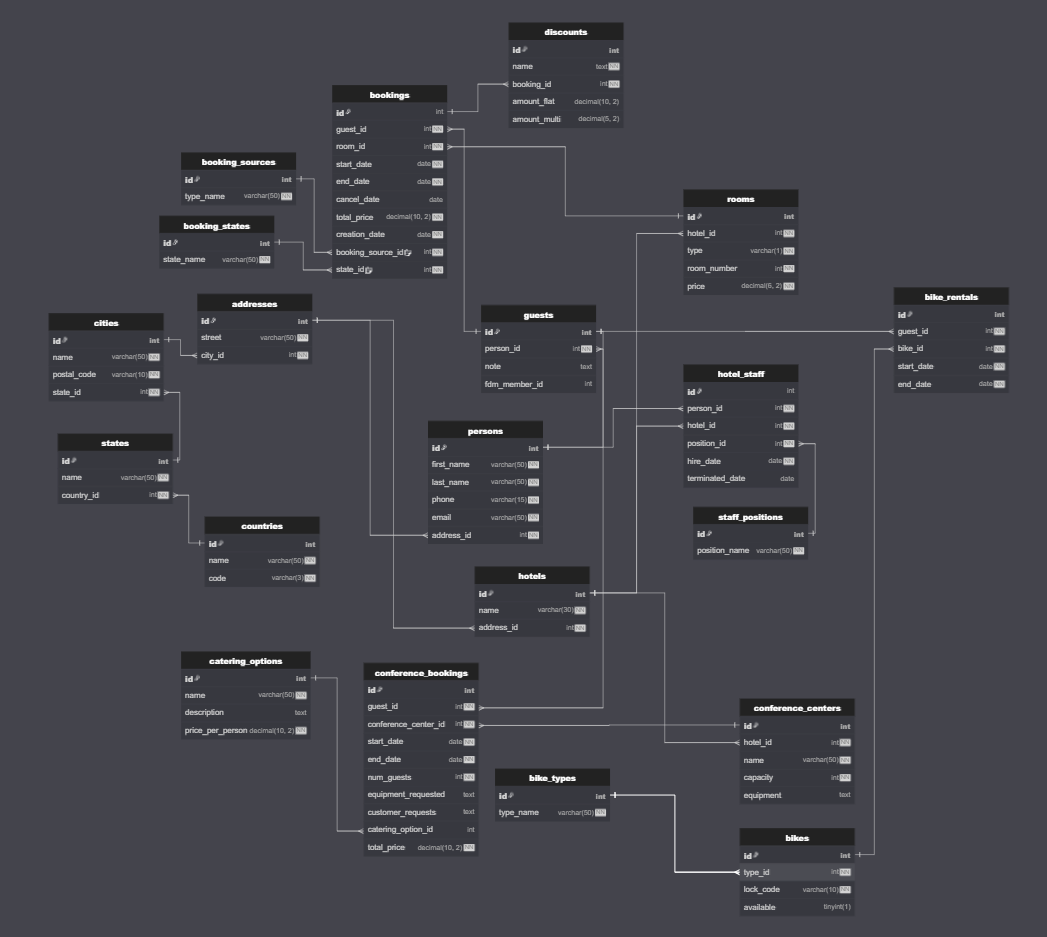 discounts
id int
name text NN
booking_id int NN
amount_flat decimal(10, 2)
amount_multi decimal(5, 2)
bookings
id int
guest_id int NN
room_id int NN
start_date date NN
end_date date NN
cancel_date date
total_price decimal(10, 2) NN
creation_date date NN
booking_source_id int NN
state_id int NN
booking_sources
id int
type_name varchar(50) NN
booking_states
id int
state_name varchar(50) NN
rooms
id int
hotel_id int NN
type varchar(1) NN
room_number int NN
price decimal(6, 2) NN
addresses
id int
street varchar(50) NN
city_id int NN
cities
id int
name varchar(50) NN
postal_code varchar(10) NN
state_id int NN
guests
id int
person_id int NN
note text
fdm_member_id int
bike_rentals
id int
guest_id int NN
bike_id int NN
start_date date NN
end_date date NN
hotel_staff
id int
person_id int NN
hotel_id int NN
position_id int NN
hire_date date NN
terminated_date date
states
id int
name varchar(50) NN
country_id int NN
persons
id int
first_name varchar(50) NN
last_name varchar(50) NN
phone varchar(15) NN
email varchar(50) NN
address_id int NN
staff_positions
id int
position_name varchar(50) NN
countries
id int
name varchar(50) NN
code varchar(3) NN
hotels
id int
name varchar(30) NN
address_id int NN
catering_options
id int
name varchar(50) NN
description text
price_per_person decimal(10, 2) NN
conference_bookings
id int
guest_id int NN
conference_center_id int NN
start_date date NN
end_date date NN
num_guests int NN
equipment_requested text
customer_requests text
catering_option_id int
total_price decimal(10, 2) NN
conference_centers
id int
hotel_id int NN
name varchar(50) NN
capacity int NN
equipment text
bike_types
id int
type_name varchar(50) NN
bikes
id int
type_id int NN
lock_code varchar(10) NN
available tinyint(1)